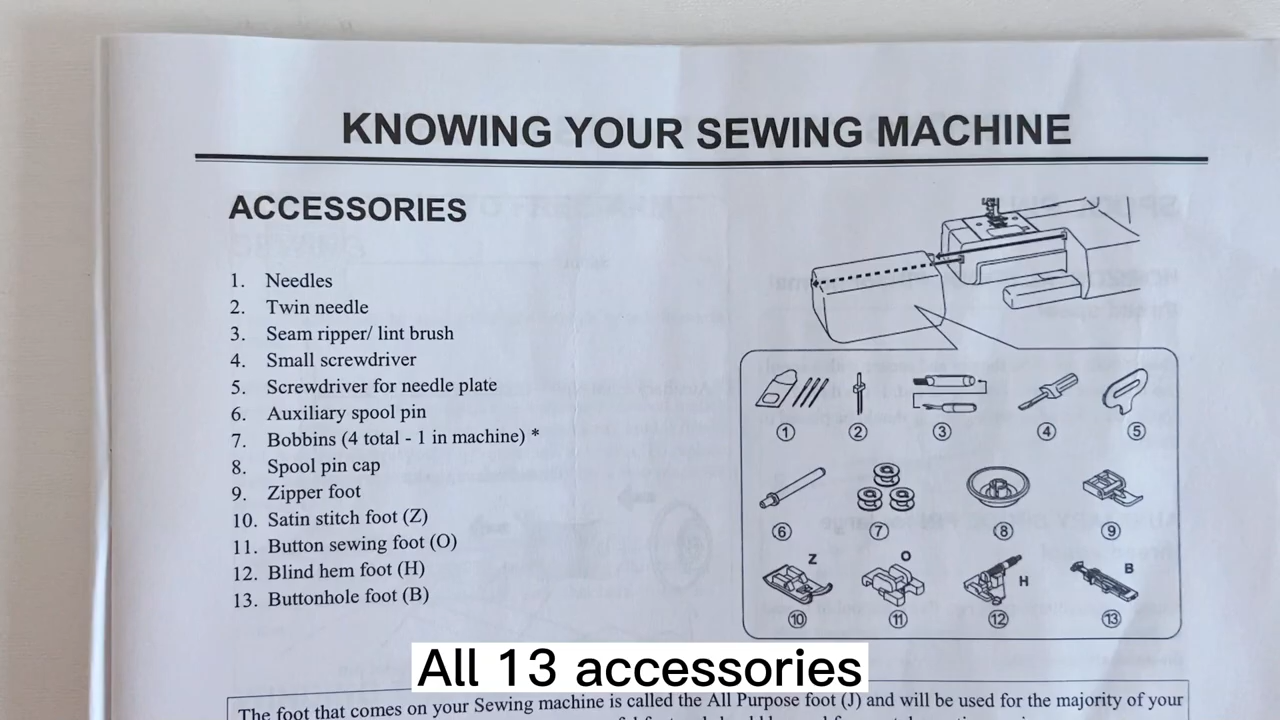 KNOWING YOUR SEWING MACHINE
ACCESSORIES
1. Needles
2. Twin needle
3. Seam ripper/ lint brush
4. Small screwdriver
5. Screwdriver for needle plate
6. Auxiliary spool pin
7. Bobbins (4 total - 1 in machine) *
8. Spool pin cap
9. Zipper foot
10. Satin stitch foot (Z)
11. Button sewing foot (O)
12. Blind hem foot (H)
13. Buttonhole foot (B)
① ② ③ ④ ⑤
⑥ ⑦ ⑧ ⑨
Z O H B
⑩ ⑪ ⑫ ⑬
All 13 accessories
The foot that comes on your Sewing machine is called the All Purpose foot (J) and will be used for the majority of your